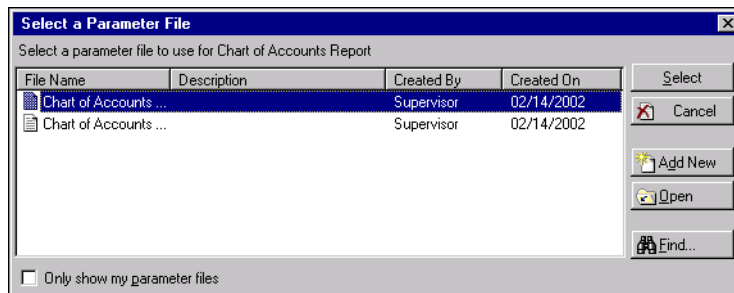 Select a Parameter File
Select a parameter file to use for Chart of Accounts Report
File Name Description Created By Created On
Chart of Accounts ... Supervisor 02/14/2002
Chart of Accounts ... Supervisor 02/14/2002
Select
Cancel
Add New
Open
Find...
Only show my parameter files